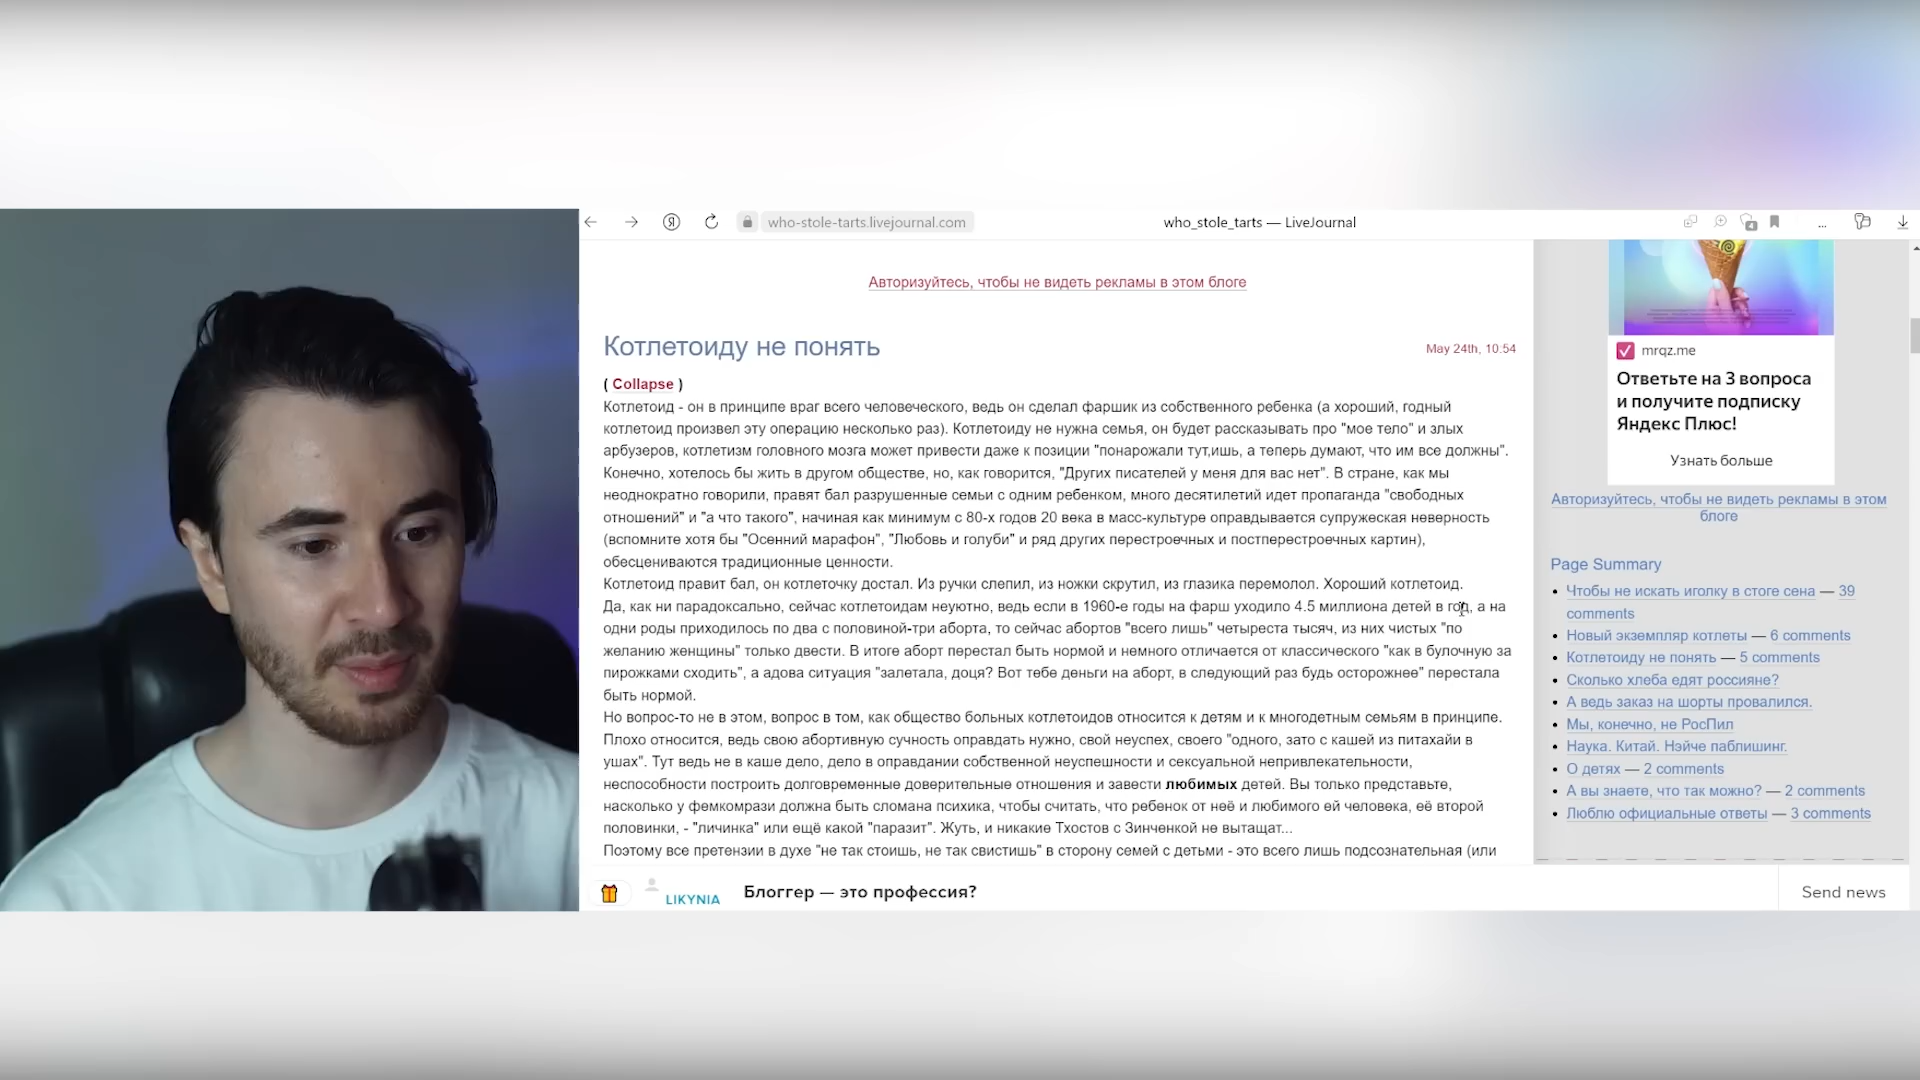 who-stole-tarts.livejournal.com
who_stole_tarts — LiveJournal
Авторизуйтесь, чтобы не видеть рекламы в этом блоге
Котлетоиду не понять
May 24th, 10:54
( Collapse )
Котлетоид - он в принципе враг всего человеческого, ведь он сделал фаршик из собственного ребенка (а хороший, годный
котлетоид произвел эту операцию несколько раз). Котлетоиду не нужна семья, он будет рассказывать про "мое тело" и злых
арбузеров, котлетизм головного мозга может привести даже к позиции "понарожали тут,ишь, а теперь думают, что им все должны".
Конечно, хотелось бы жить в другом обществе, но, как говорится, "Других писателей у меня для вас нет". В стране, как мы
неоднократно говорили, правят бал разрушенные семьи с одним ребенком, много десятилетий идет пропаганда "свободных
отношений" и "а что такого", начиная как минимум с 80-х годов 20 века в масс-культуре оправдывается супружеская неверность
(вспомните хотя бы "Осенний марафон", "Любовь и голуби" и ряд других перестроечных и постперестроечных картин),
обесцениваются традиционные ценности.
Котлетоид правит бал, он котлеточку достал. Из ручки слепил, из ножки скрутил, из глазика перемолол. Хороший котлетоид.
Да, как ни парадоксально, сейчас котлетоидам неуютно, ведь если в 1960-е годы на фарш уходило 4.5 миллиона детей в год, а на
одни роды приходилось по два с половиной-три аборта, то сейчас абортов "всего лишь" четыреста тысяч, из них чистых "по
желанию женщины" только двести. В итоге аборт перестал быть нормой и немного отличается от классического "как в булочную за
пирожками сходить", а адова ситуация "залетала, доця? Вот тебе деньги на аборт, в следующий раз будь осторожнее" перестала
быть нормой.
Но вопрос-то не в этом, вопрос в том, как общество больных котлетоидов относится к детям и к многодетным семьям в принципе.
Плохо относится, ведь свою абортивную сучность оправдать нужно, свой неуспех, своего "одного, зато с кашей из питахайи в
ушах". Тут ведь не в каше дело, дело в оправдании собственной неуспешности и сексуальной непривлекательности,
неспособности построить долговременные доверительные отношения и завести любимых детей. Вы только представьте,
насколько у фемкомрази должна быть сломана психика, чтобы считать, что ребенок от неё и любимого ей человека, её второй
половинки, - "личинка" или ещё какой "паразит". Жуть, и никакие Тхостов с Зинченкой не вытащат...
Поэтому все претензии в духе "не так стоишь, не так свистишь" в сторону семей с детьми - это всего лишь подсознательная (или
mrqz.me
Ответьте на 3 вопроса
и получите подписку
Яндекс Плюс!
Узнать больше
Авторизуйтесь, чтобы не видеть рекламы в этом
блоге
Page Summary
Чтобы не искать иголку в стоге сена — 39
comments
Новый экземпляр котлеты — 6 comments
Котлетоиду не понять — 5 comments
Сколько хлеба едят россияне?
А ведь заказ на шорты провалился.
Мы, конечно, не РосПил
Наука. Китай. Нэйче паблишинг.
О детях — 2 comments
А вы знаете, что так можно? — 2 comments
Люблю официальные ответы — 3 comments
LIKYNIA
Блоггер — это профессия?
Send news